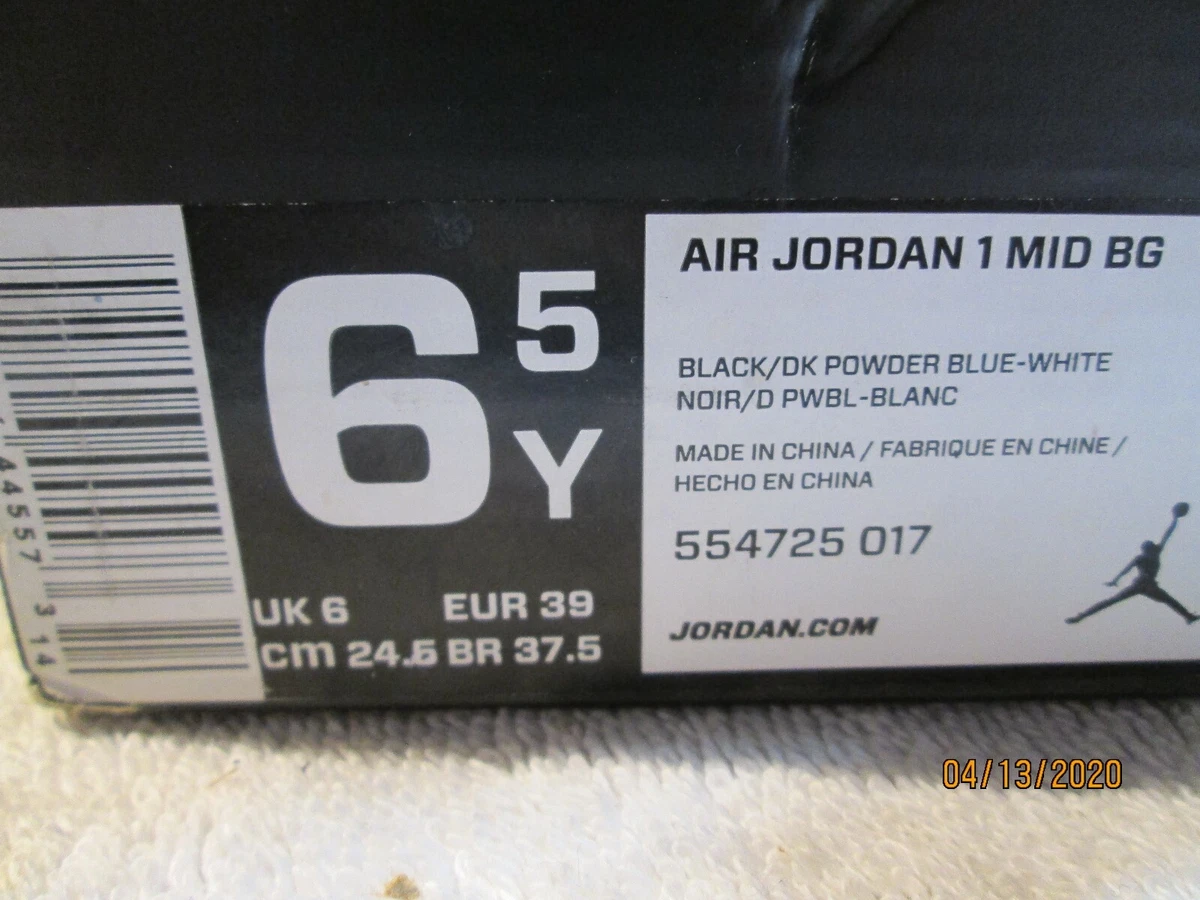 AIR JORDAN 1 MID BG
6 5
Y
BLACK/DK POWDER BLUE-WHITE
NOIR/D PWBL-BLANC
MADE IN CHINA / FABRIQUE EN CHINE /
HECHO EN CHINA
554725 017
UK 6 EUR 39
cm 24.5 BR 37.5
JORDAN.COM
44557 314
04/13/2020